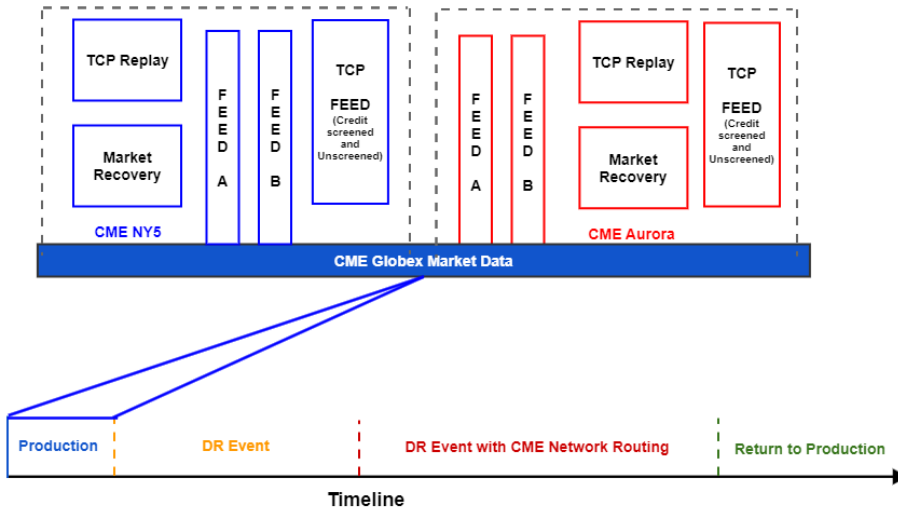 TCP Replay
Market
Recovery
CME NY5
F
E
E
D
A
F
E
E
D
B
TCP
FEED
(Credit
screened
and
Unscreened)
F
E
E
D
A
F
E
E
D
B
TCP Replay
Market
Recovery
CME Aurora
TCP
FEED
(Credit
screened
and
Unscreened)
CME Globex Market Data
Production
DR Event
DR Event with CME Network Routing
Return to Production
Timeline